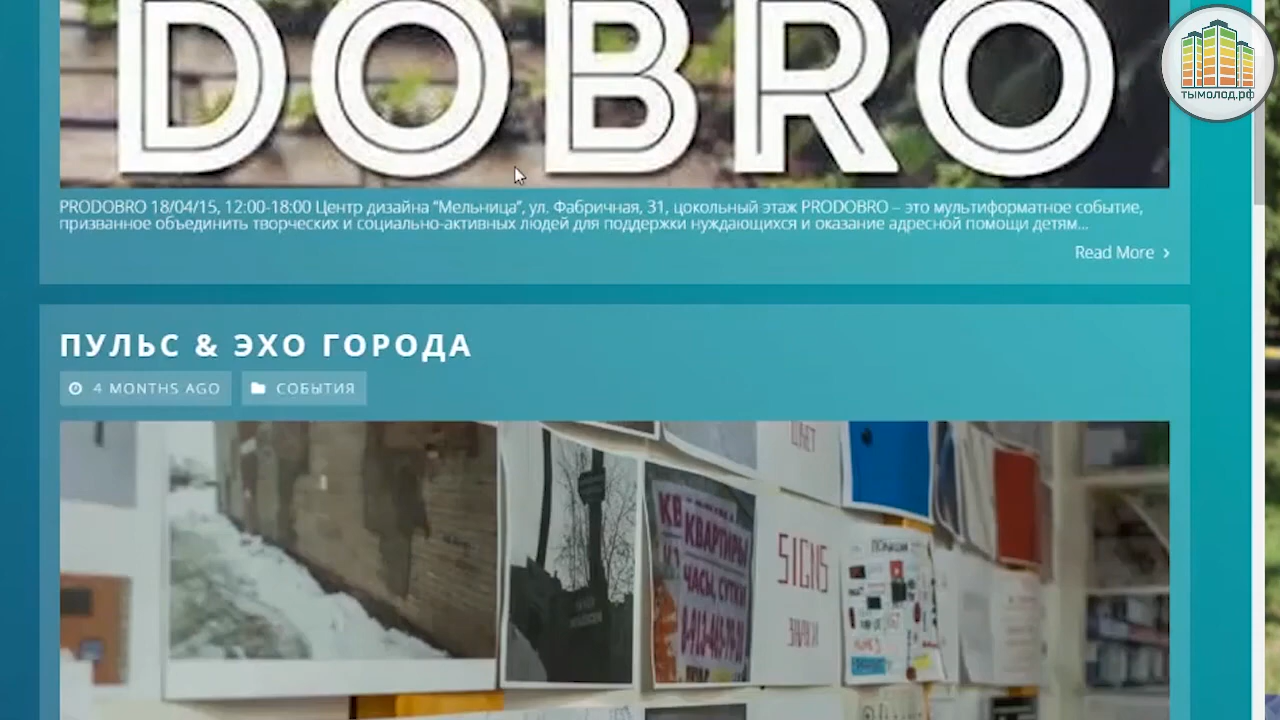 DOBRO
тымолод.рф
PRODOBRO 18/04/15, 12:00-18:00 Центр дизайна “Мельница”, ул. Фабричная, 31, цокольный этаж PRODOBRO – это мультиформатное событие,
призванное объединить творческих и социально-активных людей для поддержки нуждающихся и оказание адресной помощи детям...
Read More ›
ПУЛЬС & ЭХО ГОРОДА
4 MONTHS AGO
СОБЫТИЯ
КВАРТИРЫ
ЧАСЫ, СУТКИ
SIGNS
ЗНАКИ